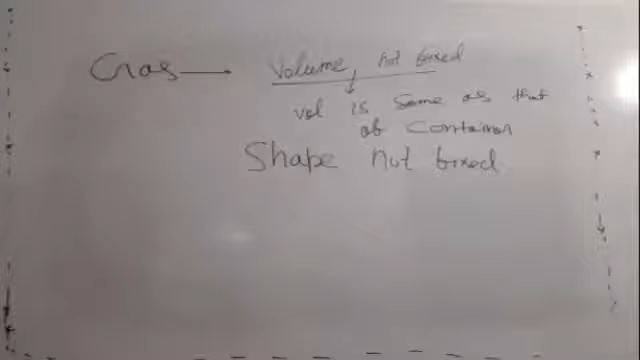 Gas → Volume, not fixed
vol is same as that
of Container
Shape not fixed